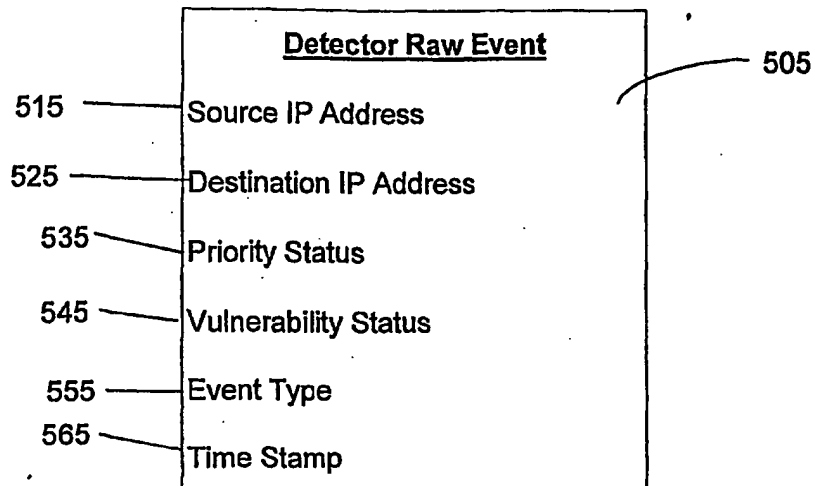 Detector Raw Event
505
515 Source IP Address
525 Destination IP Address
535 Priority Status
545 Vulnerability Status
555 Event Type
565 Time Stamp